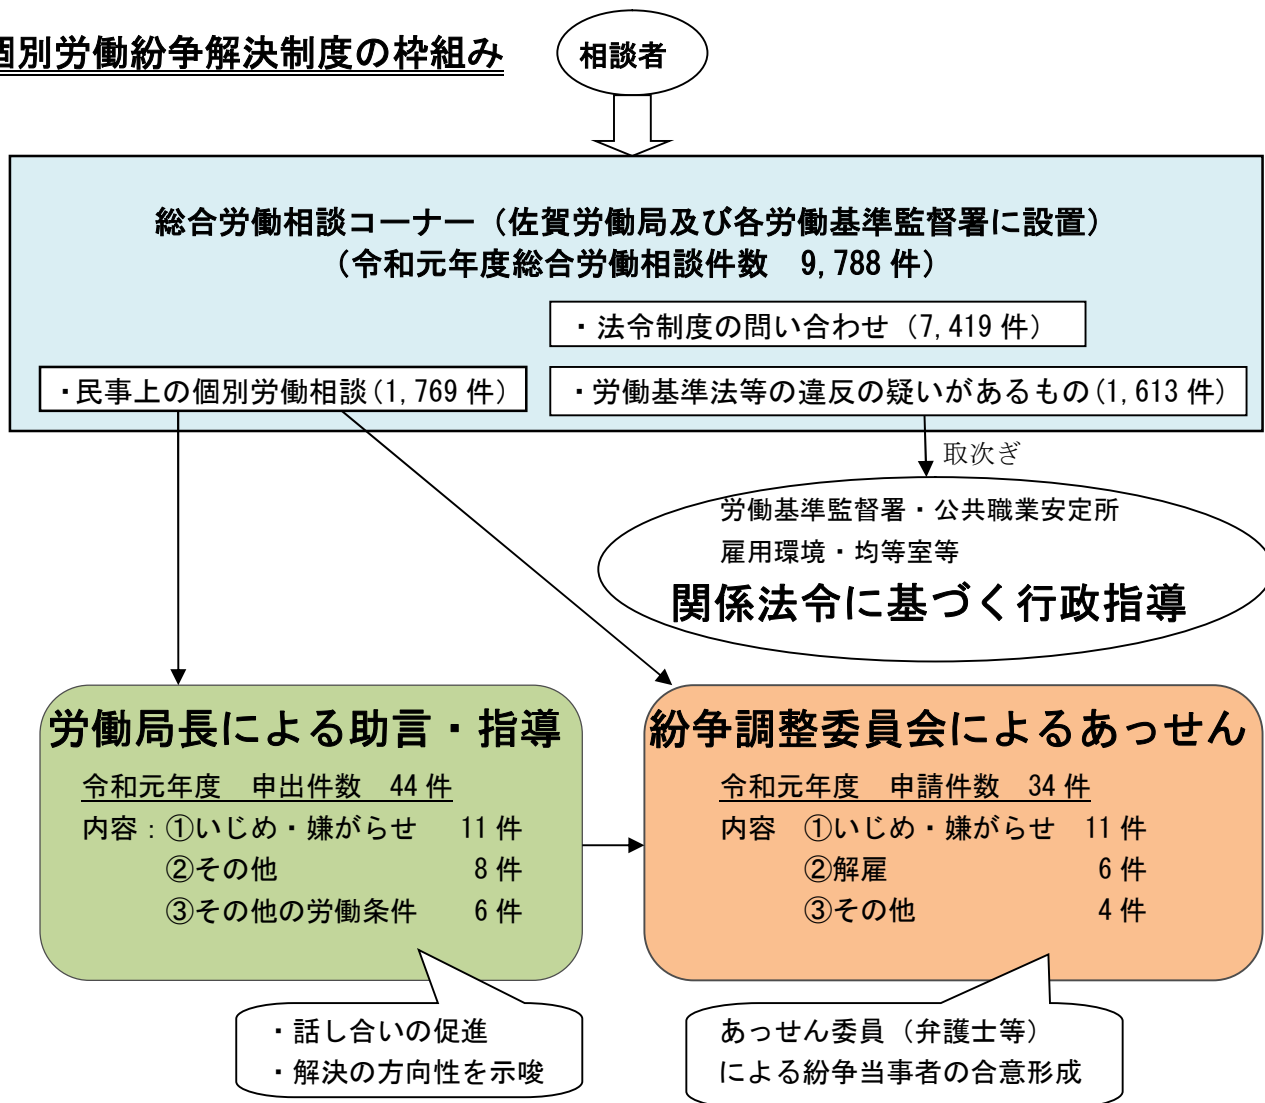 個別労働紛争解決制度の枠組み
相談者
総合労働相談コーナー（佐賀労働局及び各労働基準監督署に設置）
（令和元年度総合労働相談件数　9,788 件）
・法令制度の問い合わせ（7,419 件）
・民事上の個別労働相談(1,769 件)
・労働基準法等の違反の疑いがあるもの(1,613 件)
取次ぎ
労働基準監督署・公共職業安定所
雇用環境・均等室等
関係法令に基づく行政指導
労働局長による助言・指導
令和元年度　申出件数　44 件
内容：①いじめ・嫌がらせ　11 件
②その他　8 件
③その他の労働条件　6 件
紛争調整委員会によるあっせん
令和元年度　申請件数　34 件
内容　①いじめ・嫌がらせ　11 件
②解雇　6 件
③その他　4 件
・話し合いの促進
・解決の方向性を示唆
あっせん委員（弁護士等）
による紛争当事者の合意形成